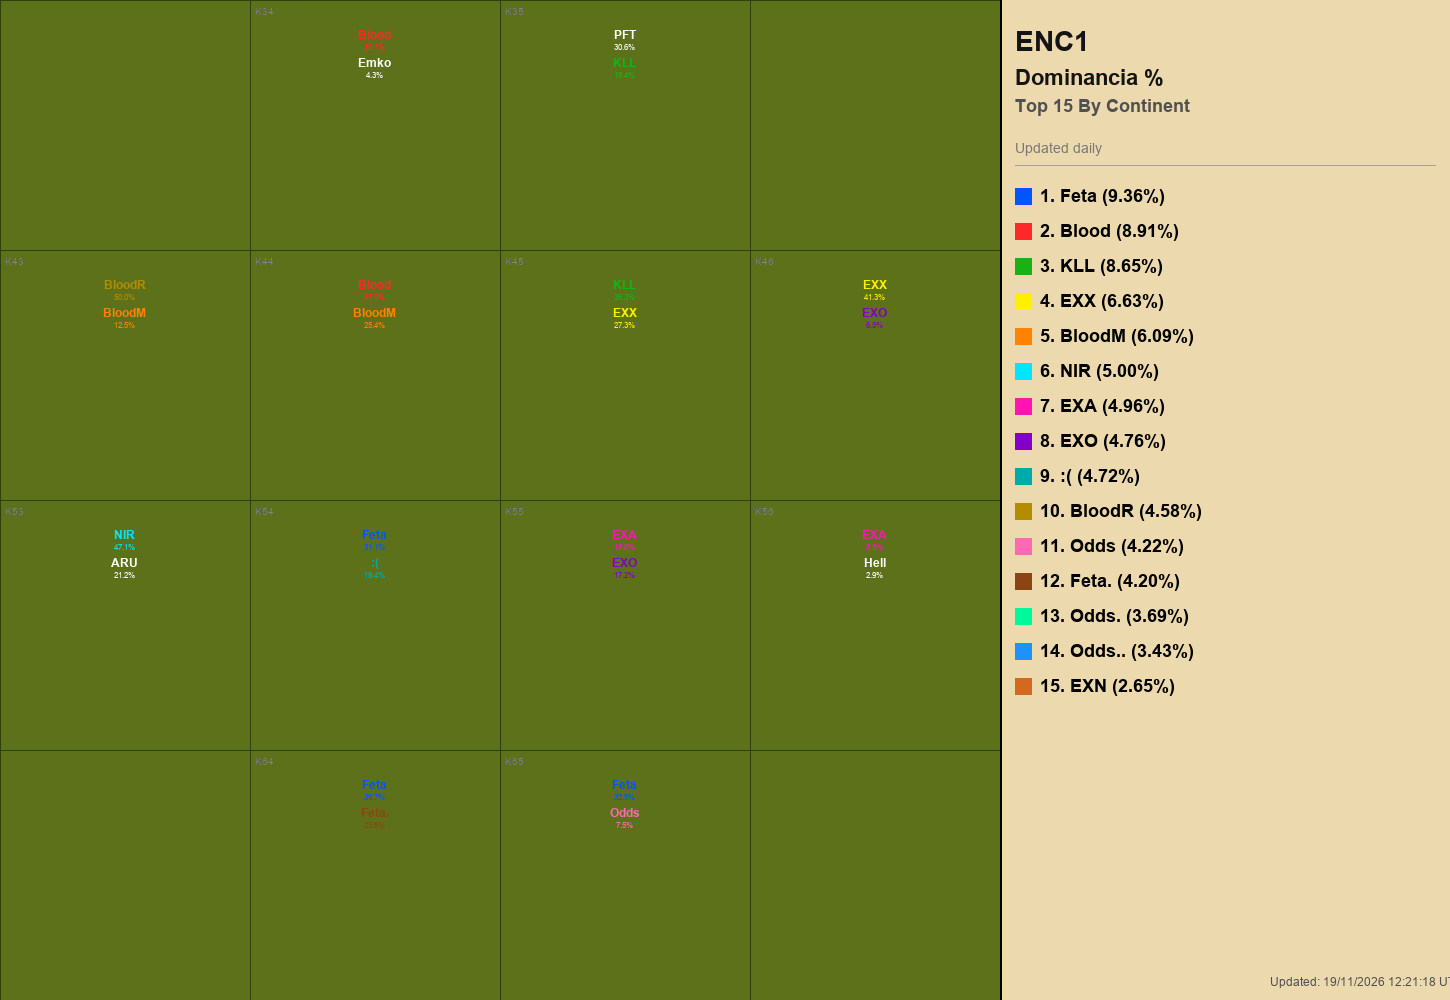 K34
Blood
Emko
4.3%
K35
PFT
30.6%
KLL
K43
BloodR
50.0%
BloodM
12.5%
K44
Blood
BloodM
25.4%
K45
KLL
EXX
27.3%
K46
EXX
41.3%
EXO
K53
NIR
47.1%
ARU
21.2%
K54
Feta
:(
K55
EXA
EXO
17.2%
K56
EXA
Hell
2.9%
K64
Feta
Feta.
K65
Feta
Odds
7.5%
ENC1
Dominancia %
Top 15 By Continent
Updated daily
1. Feta (9.36%)
2. Blood (8.91%)
3. KLL (8.65%)
4. EXX (6.63%)
5. BloodM (6.09%)
6. NIR (5.00%)
7. EXA (4.96%)
8. EXO (4.76%)
9. :( (4.72%)
10. BloodR (4.58%)
11. Odds (4.22%)
12. Feta. (4.20%)
13. Odds. (3.69%)
14. Odds.. (3.43%)
15. EXN (2.65%)
Updated: 19/11/2026 12:21:18